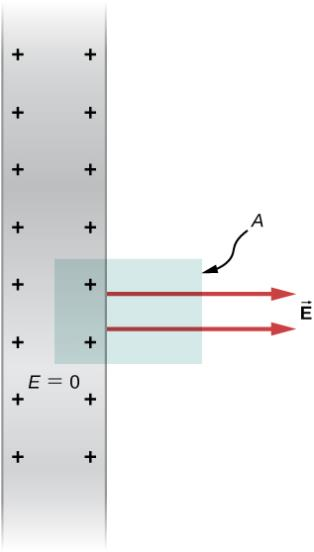 + +
+ +
+ +
+ +
A
+ +
E⃗
+ +
E = 0
+ +
+ +